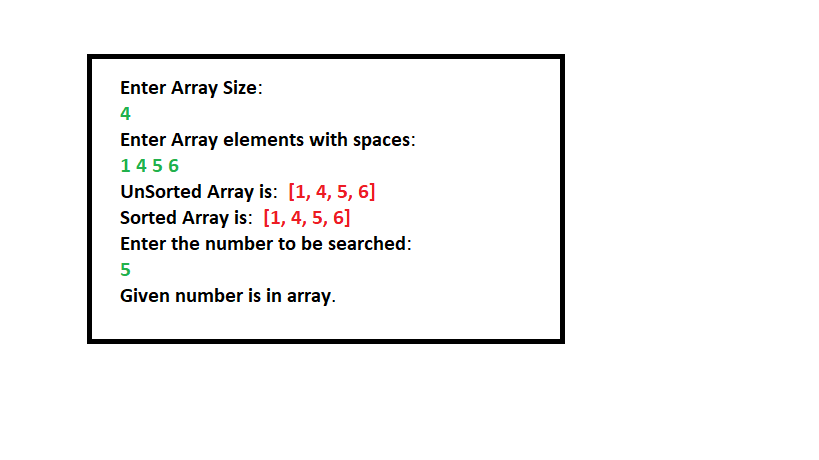 Enter Array Size:
4
Enter Array elements with spaces:
1 4 5 6
UnSorted Array is: [1, 4, 5, 6]
Sorted Array is: [1, 4, 5, 6]
Enter the number to be searched:
5
Given number is in array.